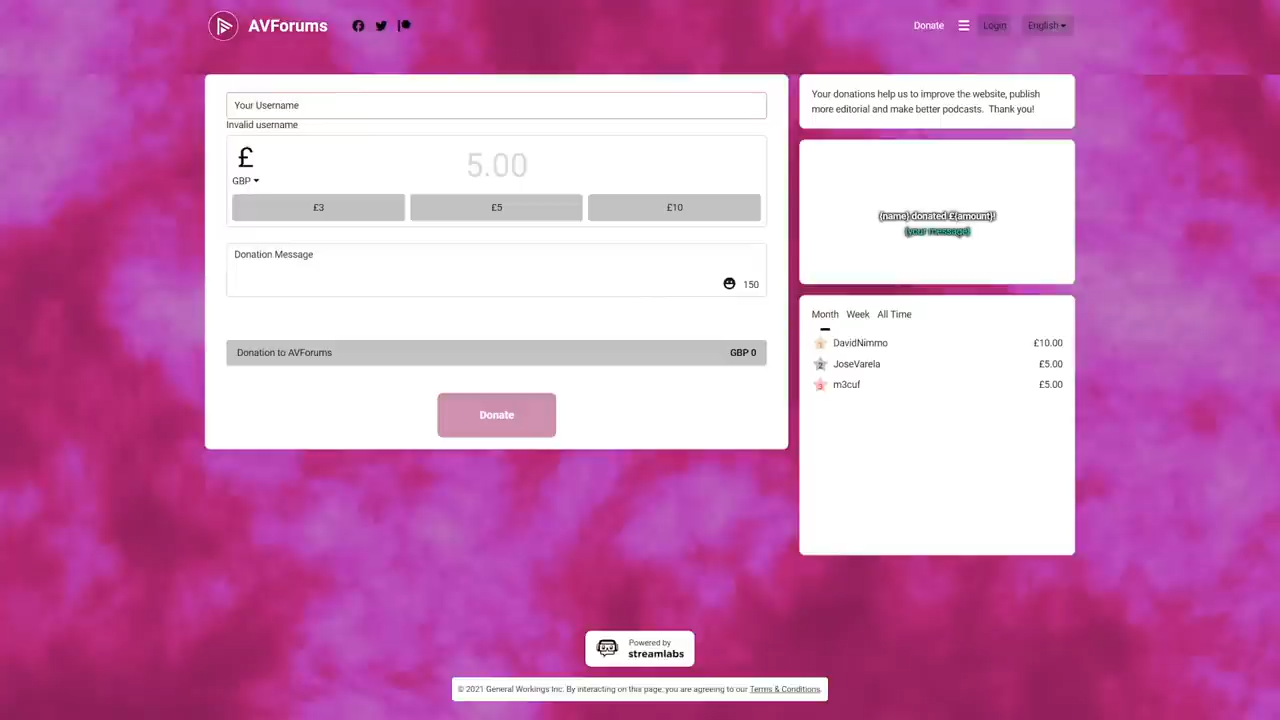 AVForums
Donate
Login
English
Your Username
Invalid username
£
5.00
GBP
£3
£5
£10
Donation Message
150
Donation to AVForums
GBP 0
Donate
Your donations help us to improve the website, publish
more editorial and make better podcasts. Thank you!
{name} donated £{amount}!
{your message}
Month Week All Time
1 DavidNimmo £10.00
2 JoseVarela £5.00
3 m3cuf £5.00
Powered by
streamlabs
© 2021 General Workings Inc. By interacting on this page, you are agreeing to our Terms & Conditions.